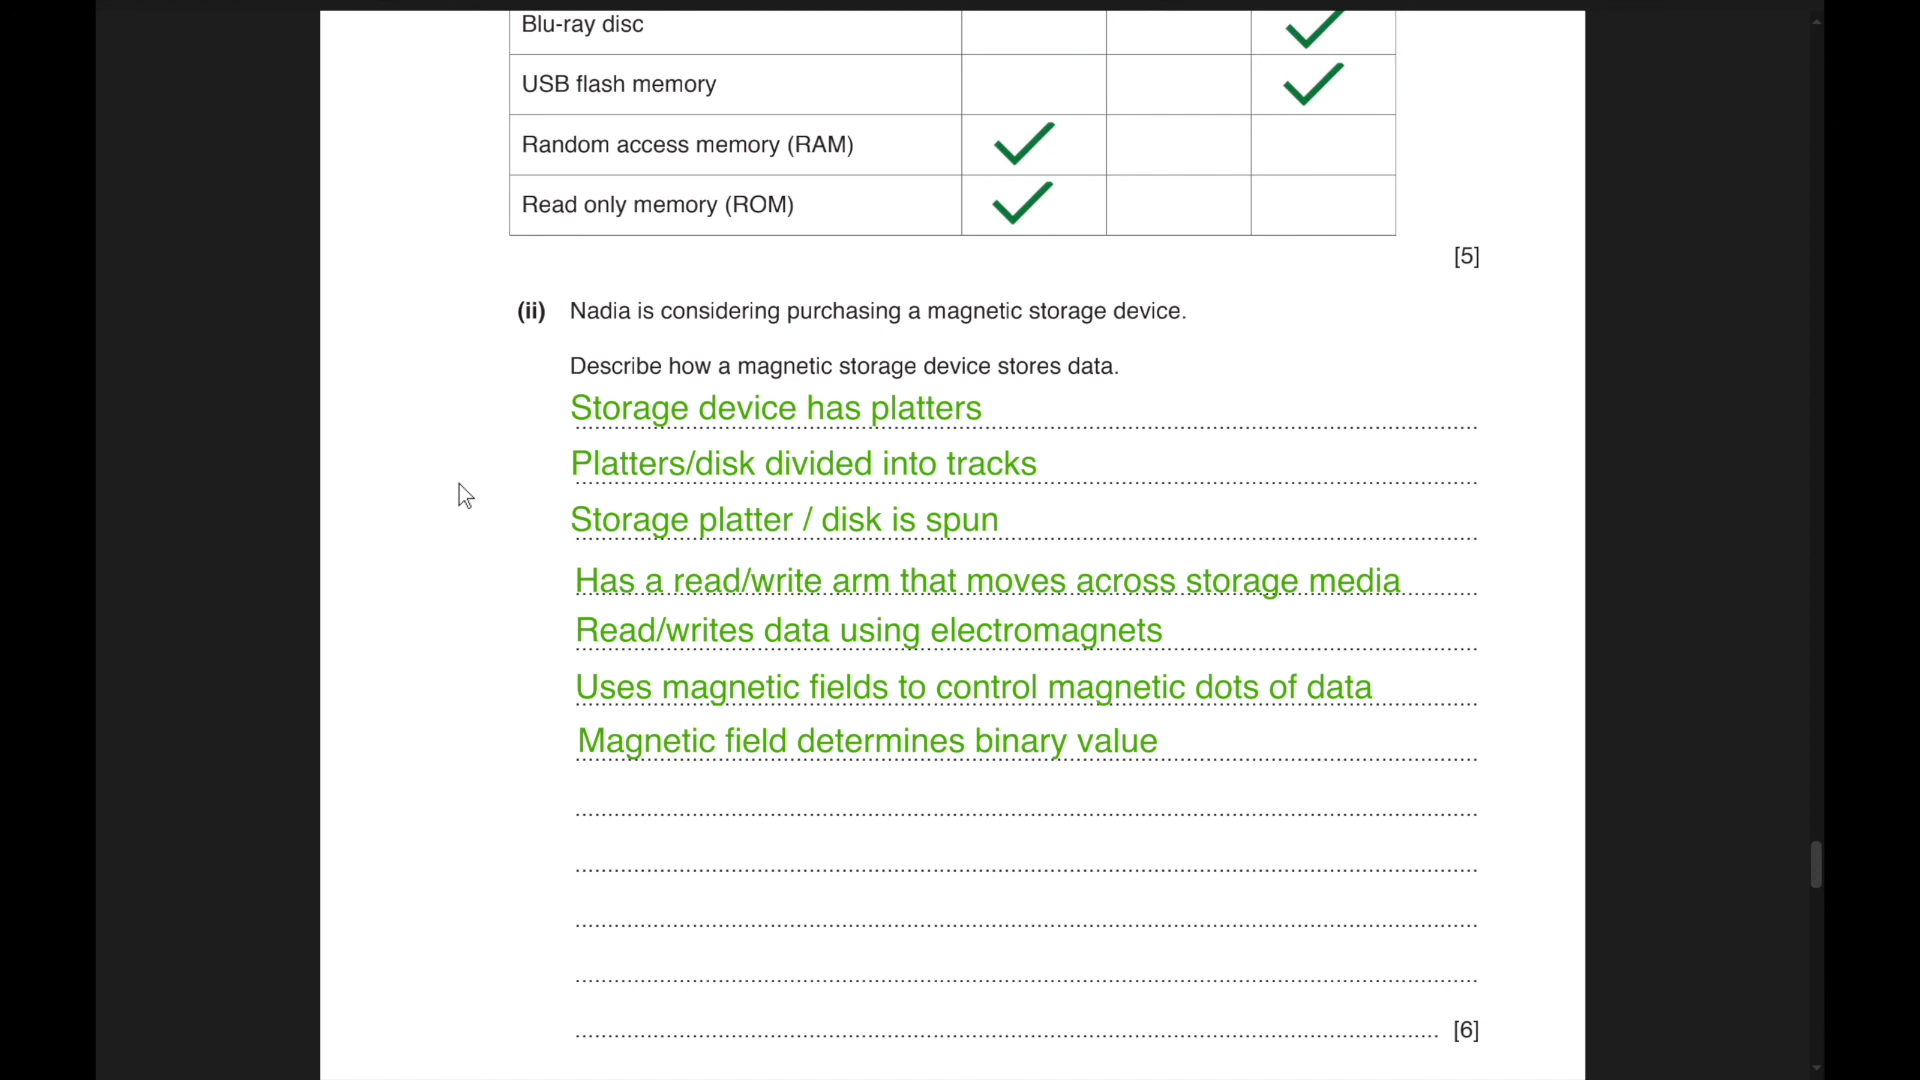 Blu-ray disc
USB flash memory
Random access memory (RAM)
Read only memory (ROM)
[5]
(ii) Nadia is considering purchasing a magnetic storage device.
Describe how a magnetic storage device stores data.
Storage device has platters
Platters/disk divided into tracks
Storage platter / disk is spun
Has a read/write arm that moves across storage media
Read/writes data using electromagnets
Uses magnetic fields to control magnetic dots of data
Magnetic field determines binary value
[6]